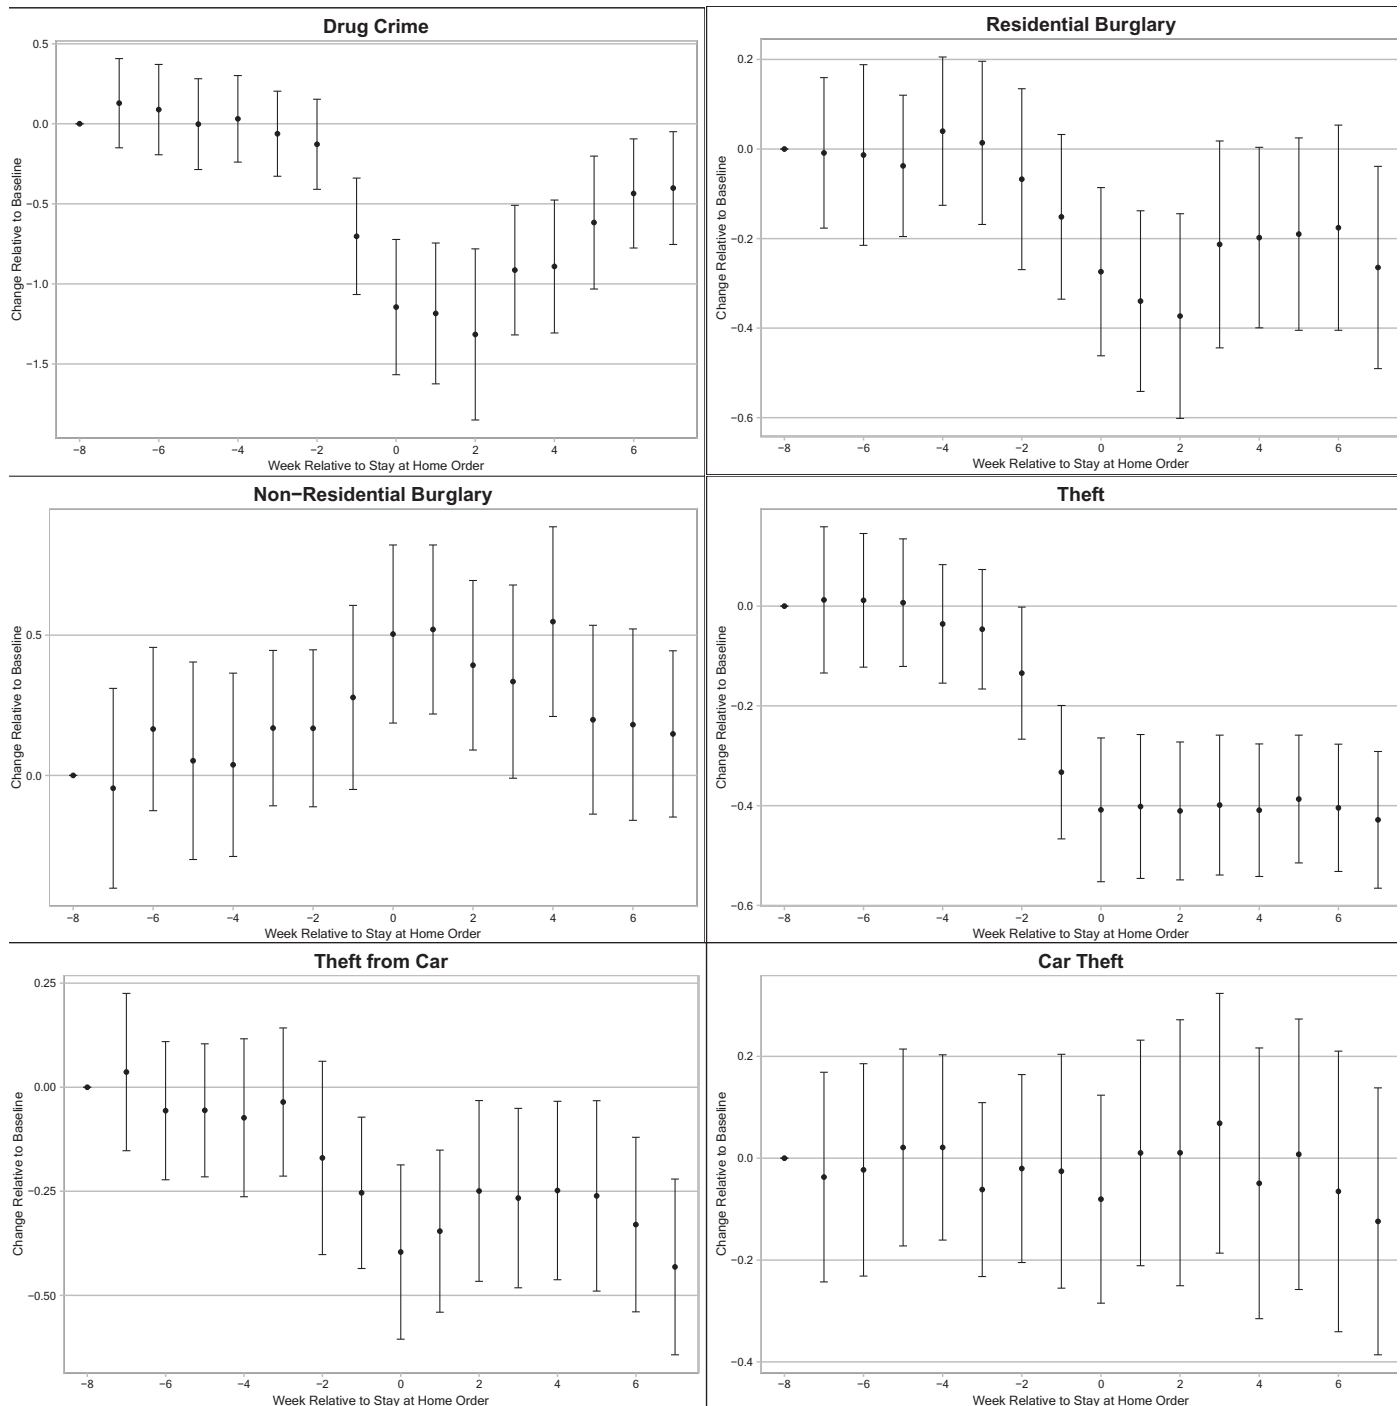 Drug Crime
0.5
0.0
−0.5
−1.0
−1.5
Change Relative to Baseline
−8 −6 −4 −2 0 2 4 6
Week Relative to Stay at Home Order
Residential Burglary
0.2
0.0
−0.2
−0.4
−0.6
Change Relative to Baseline
−8 −6 −4 −2 0 2 4 6
Week Relative to Stay at Home Order
Non−Residential Burglary
0.5
0.0
Change Relative to Baseline
−8 −6 −4 −2 0 2 4 6
Week Relative to Stay at Home Order
Theft
0.0
−0.2
−0.4
−0.6
Change Relative to Baseline
−8 −6 −4 −2 0 2 4 6
Week Relative to Stay at Home Order
Theft from Car
0.25
0.00
−0.25
−0.50
Change Relative to Baseline
−8 −6 −4 −2 0 2 4 6
Week Relative to Stay at Home Order
Car Theft
0.2
0.0
−0.2
−0.4
Change Relative to Baseline
−8 −6 −4 −2 0 2 4 6
Week Relative to Stay at Home Order